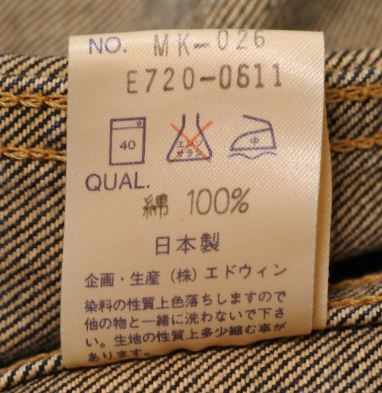 NO. MK-026
E720-0611
40 エンソ サラシ 中
QUAL.
綿 100%
日本製
企画・生産(株)エドウィン
染料の性質上色落ちしますので
他の物と一緒に洗わないで下さ
い。生地の性質上多少縮む事が
あります。